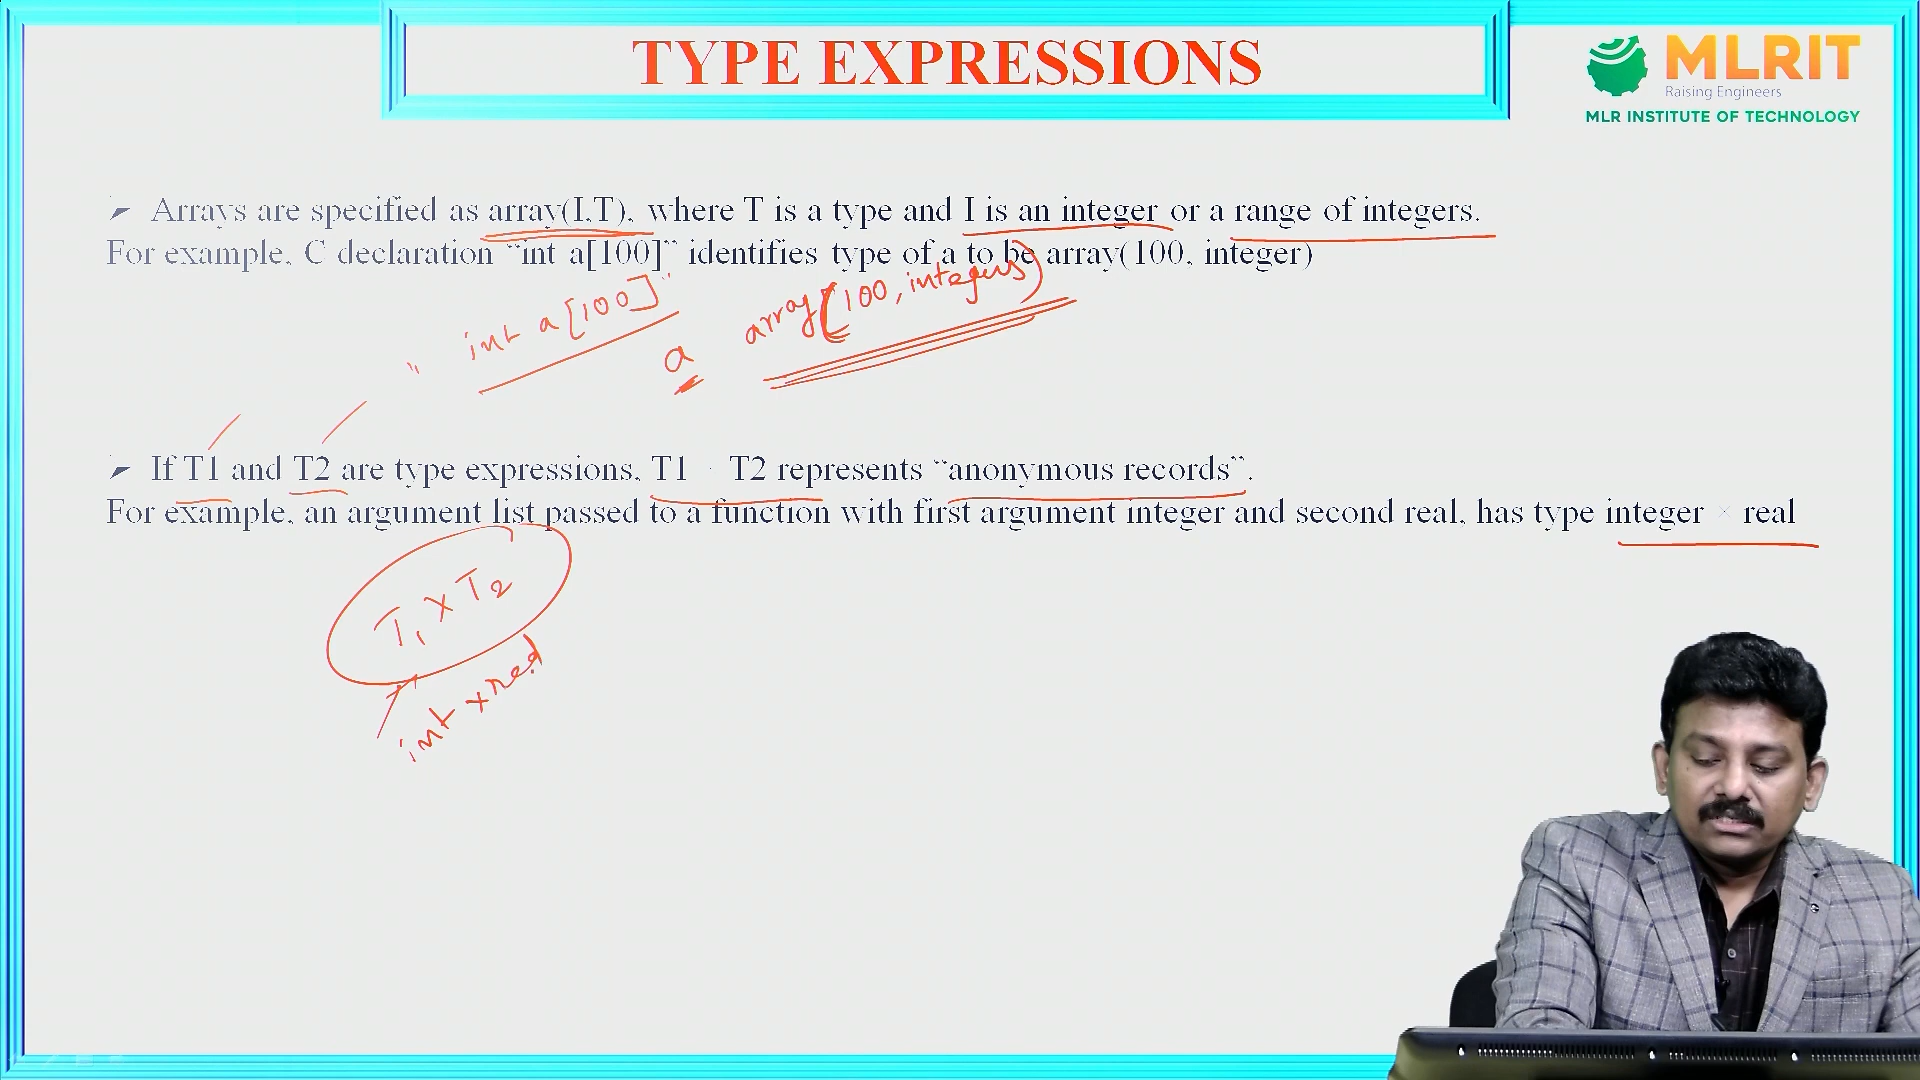 TYPE EXPRESSIONS
MLRIT
Raising Engineers
MLR INSTITUTE OF TECHNOLOGY
➢ Arrays are specified as array(I,T), where T is a type and I is an integer or a range of integers.
For example, C declaration “int a[100]” identifies type of a to be array(100, integer)
" int a[100]"
a array(100, integers)
➢ If T1 and T2 are type expressions, T1 × T2 represents “anonymous records”.
For example, an argument list passed to a function with first argument integer and second real, has type integer × real
T1 × T2
int × real